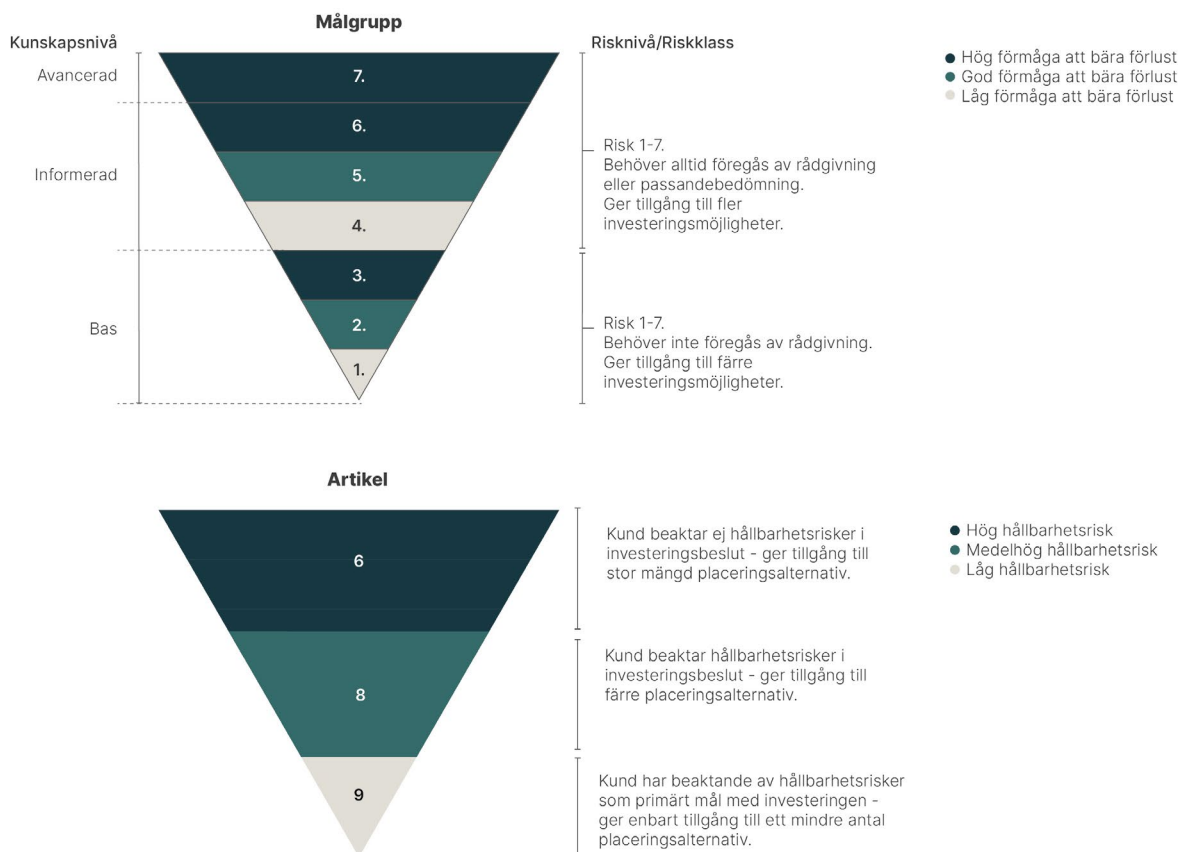 Målgrupp
Kunskapsnivå
Risknivå/Riskklass
Hög förmåga att bära förlust
God förmåga att bära förlust
Låg förmåga att bära förlust
Avancerad
7.
6.
Informerad
5.
4.
Risk 1-7.
Behöver alltid föregås av rådgivning
eller passandebedömning.
Ger tillgång till fler
investeringsmöjligheter.
3.
Bas
2.
1.
Risk 1-7.
Behöver inte föregås av rådgivning.
Ger tillgång till färre
investeringsmöjligheter.
Artikel
6
Kund beaktar ej hållbarhetsrisker i
investeringsbeslut - ger tillgång till
stor mängd placeringsalternativ.
Hög hållbarhetsrisk
Medelhög hållbarhetsrisk
Låg hållbarhetsrisk
8
Kund beaktar hållbarhetsrisker i
investeringsbeslut - ger tillgång till
färre placeringsalternativ.
9
Kund har beaktande av hållbarhetsrisker
som primärt mål med investeringen -
ger enbart tillgång till ett mindre antal
placeringsalternativ.